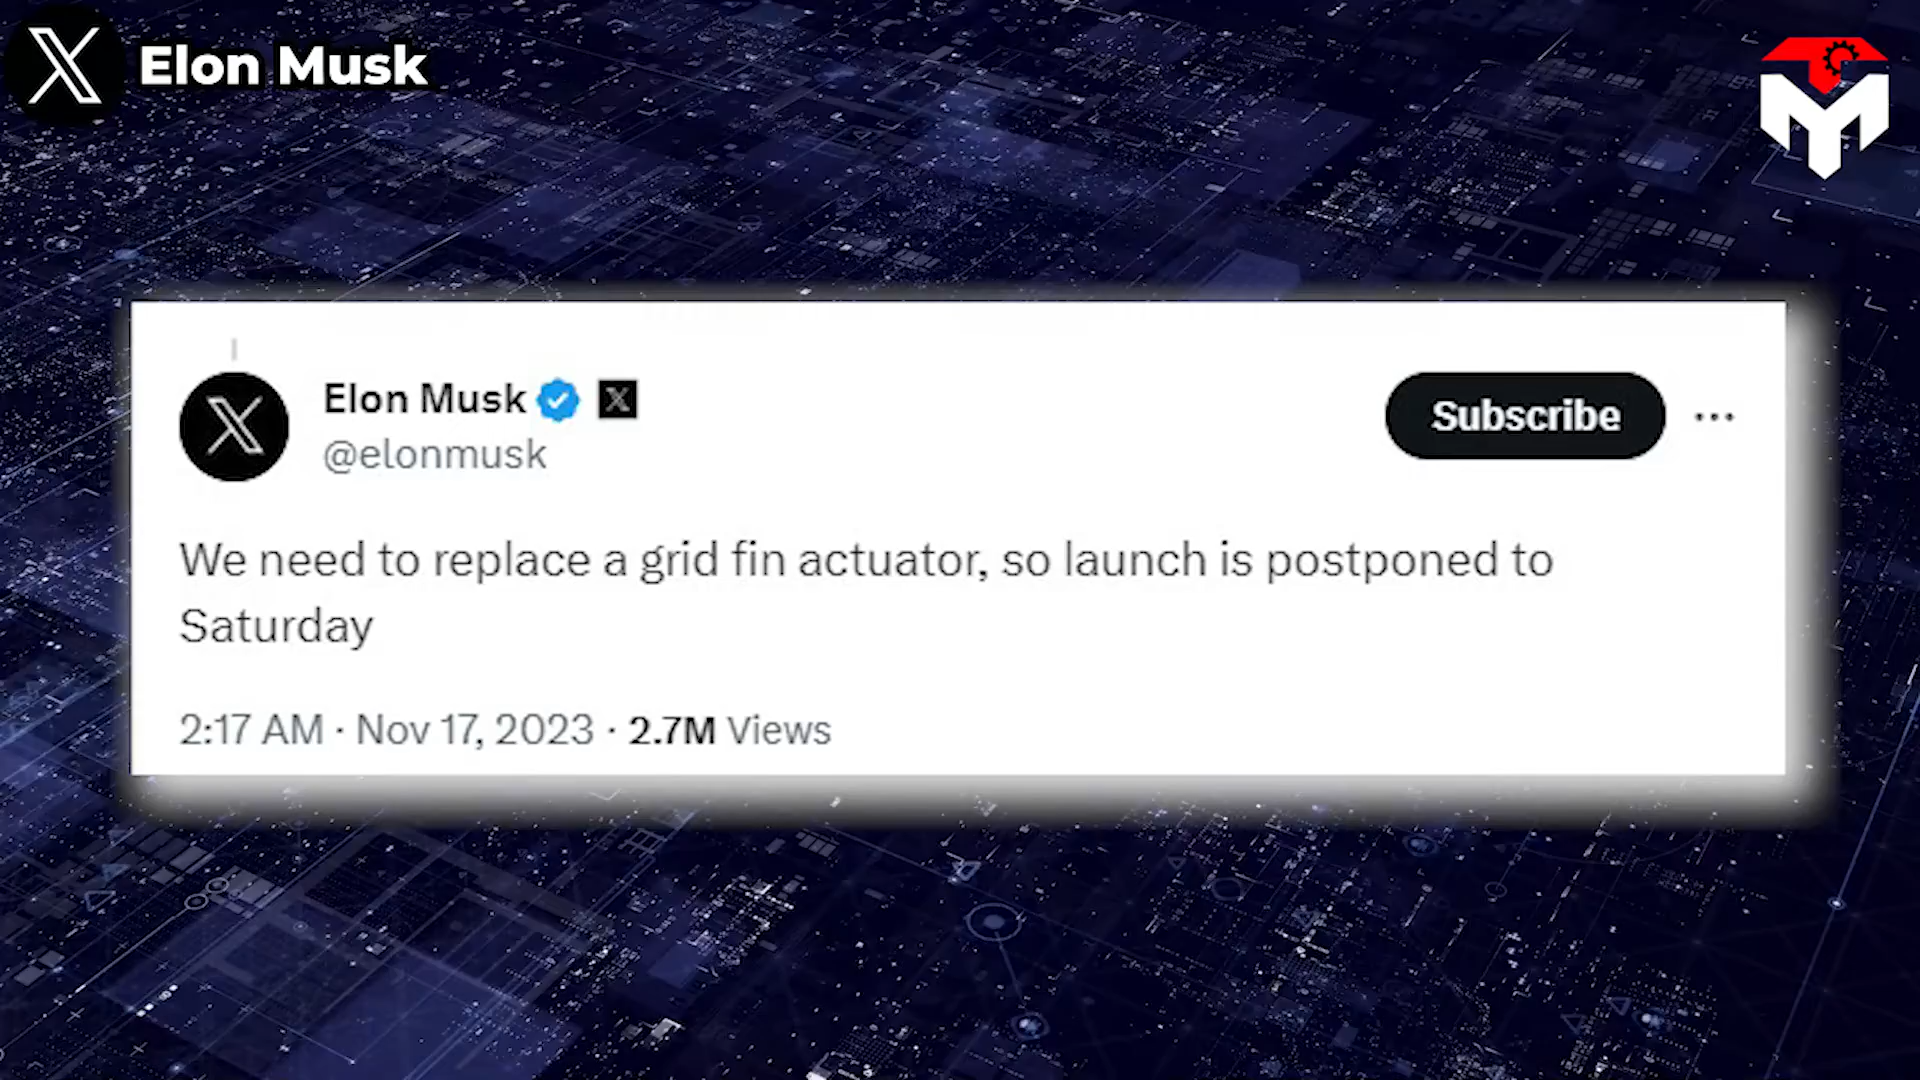 Elon Musk
Elon Musk
Subscribe
@elonmusk
We need to replace a grid fin actuator, so launch is postponed to
Saturday
2:17 AM · Nov 17, 2023 · 2.7M Views